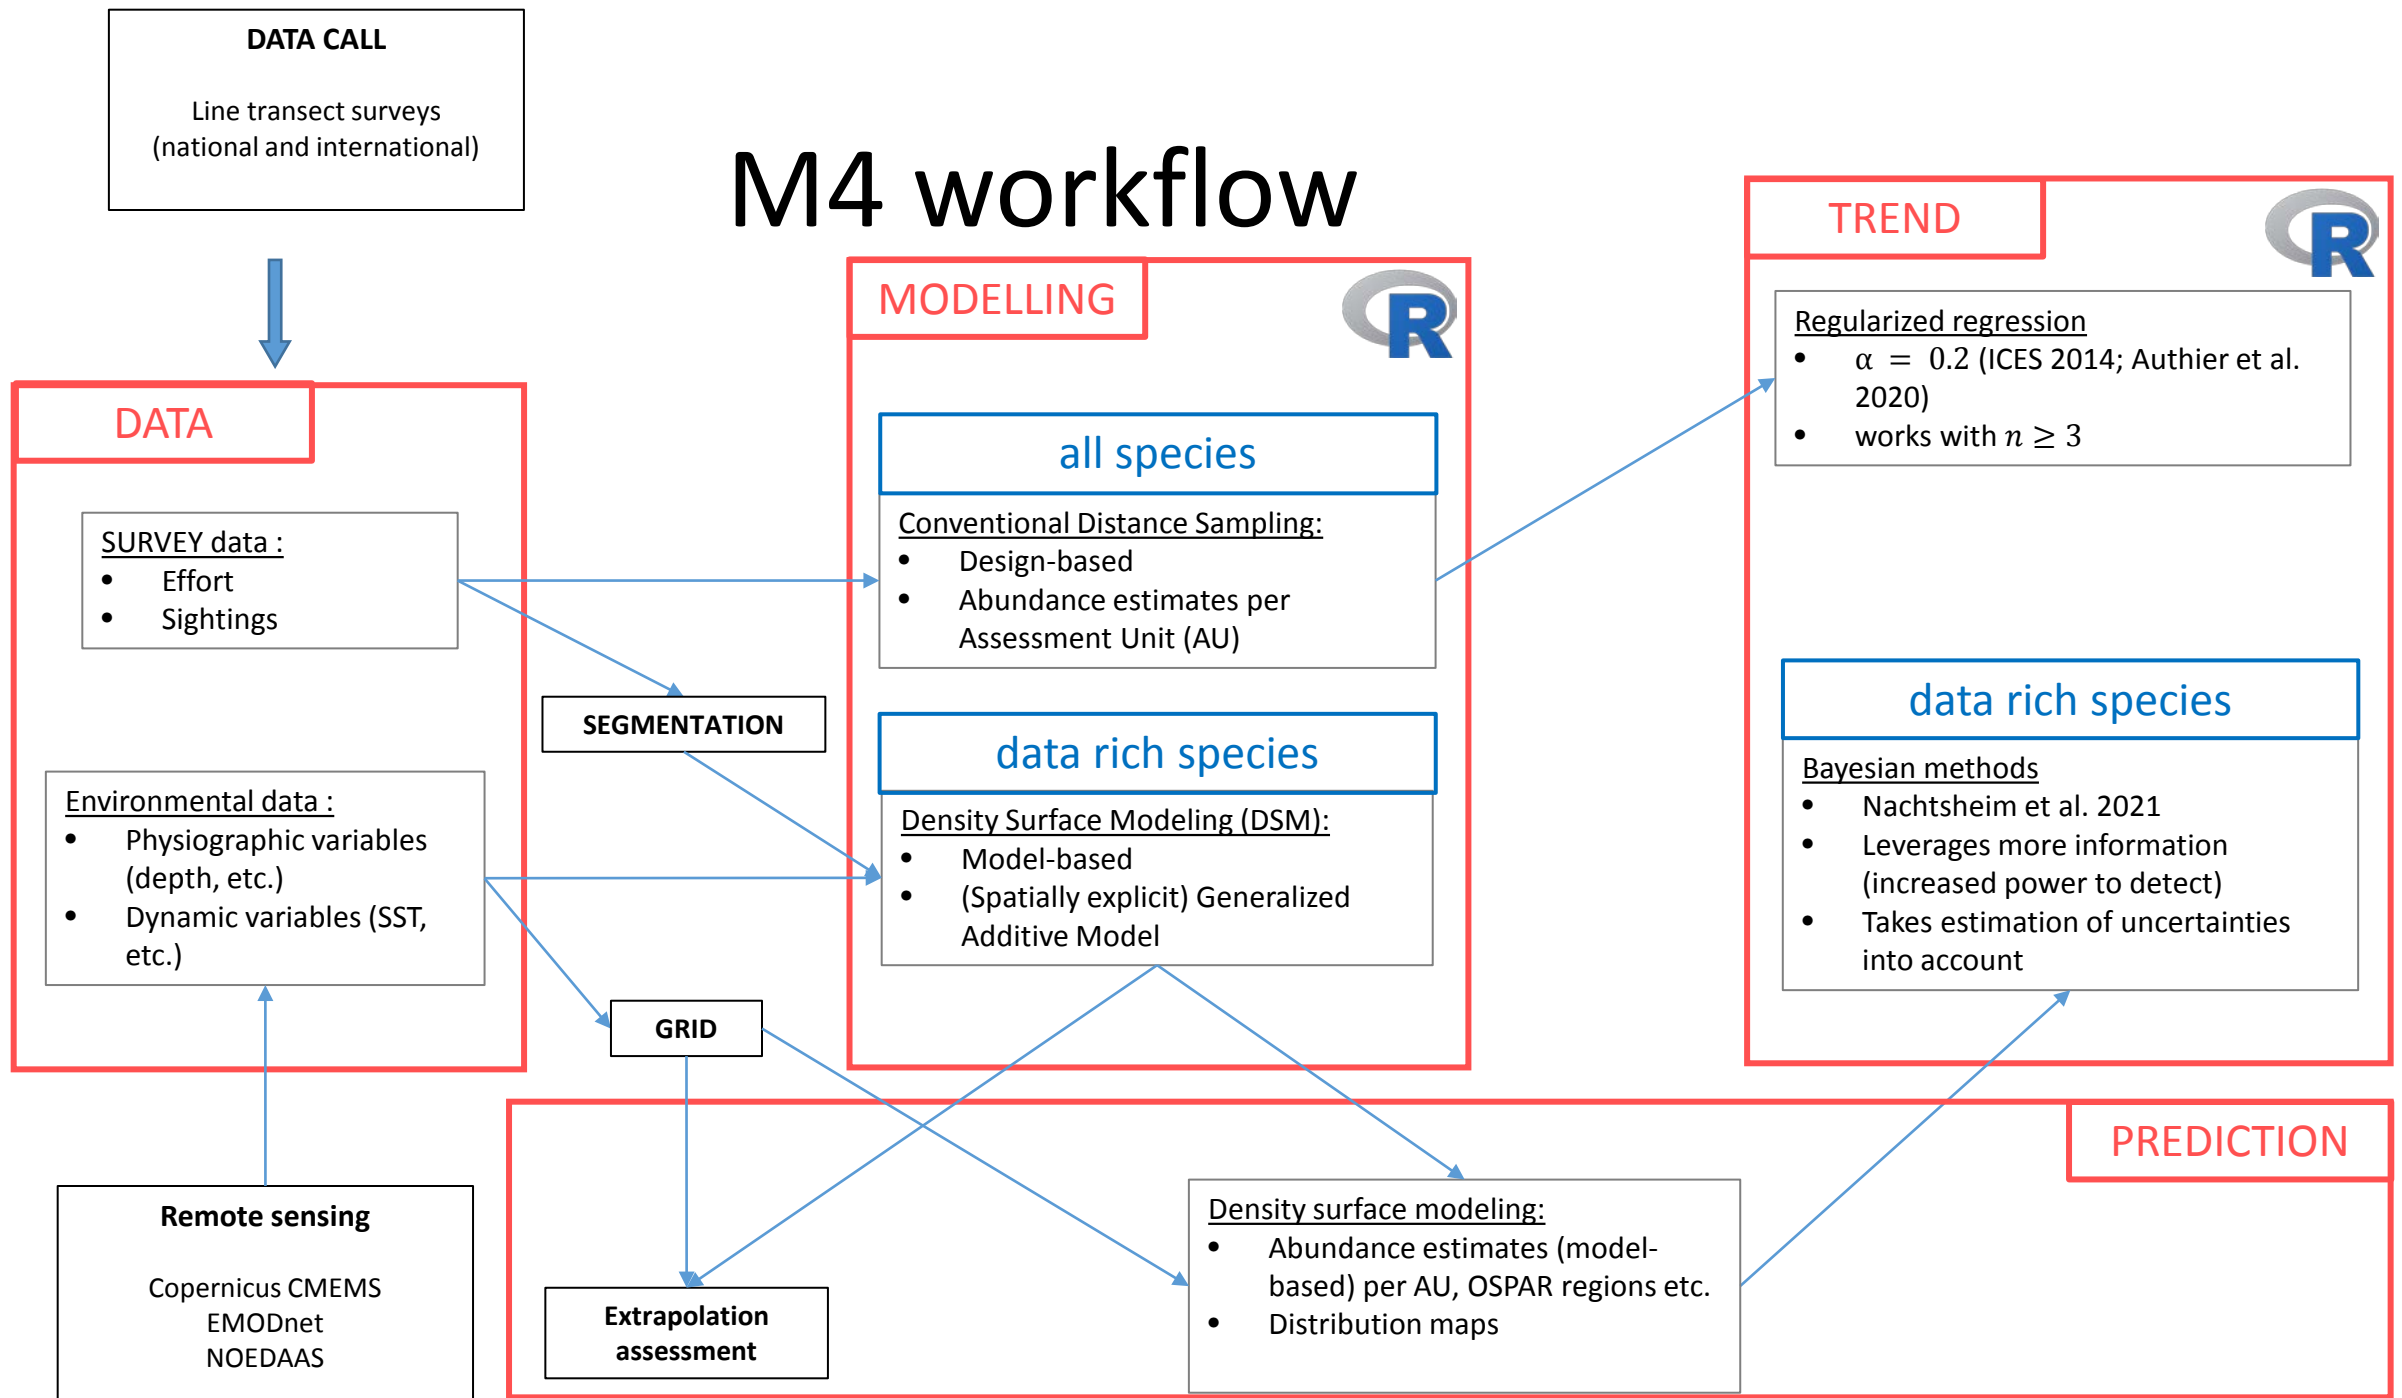 DATA CALL
Line transect surveys
(national and international)
M4 workflow
DATA
SURVEY data :
• Effort
• Sightings
Environmental data :
• Physiographic variables
(depth, etc.)
• Dynamic variables (SST,
etc.)
Remote sensing
Copernicus CMEMS
EMODnet
NOEDAAS
SEGMENTATION
GRID
MODELLING
R
all species
Conventional Distance Sampling:
• Design-based
• Abundance estimates per
Assessment Unit (AU)
data rich species
Density Surface Modeling (DSM):
• Model-based
• (Spatially explicit) Generalized
Additive Model
TREND
R
Regularized regression
• α = 0.2 (ICES 2014; Authier et al.
2020)
• works with n ≥ 3
data rich species
Bayesian methods
• Nachtsheim et al. 2021
• Leverages more information
(increased power to detect)
• Takes estimation of uncertainties
into account
PREDICTION
Extrapolation
assessment
Density surface modeling:
• Abundance estimates (model-
based) per AU, OSPAR regions etc.
• Distribution maps